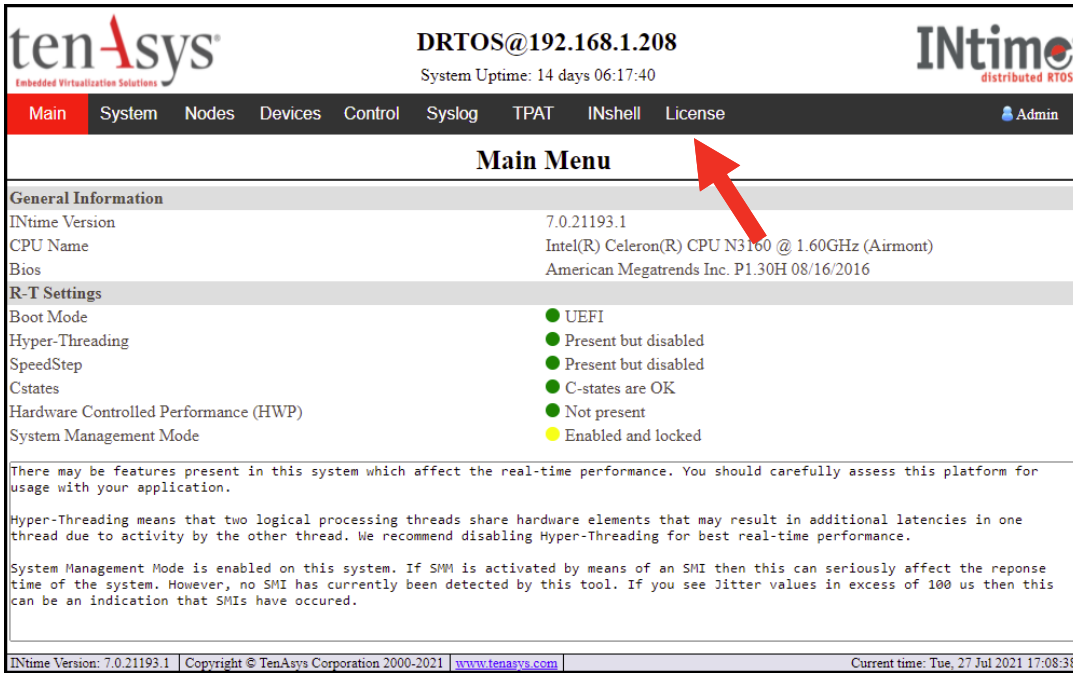 tenAsys®
Embedded Virtualization Solutions
DRTOS@192.168.1.208
System Uptime: 14 days 06:17:40
INtime
distributed RTOS
Main System Nodes Devices Control Syslog TPAT INshell License Admin
Main Menu
General Information
INtime Version 7.0.21193.1
CPU Name Intel(R) Celeron(R) CPU N3160 @ 1.60GHz (Airmont)
Bios American Megatrends Inc. P1.30H 08/16/2016
R-T Settings
Boot Mode UEFI
Hyper-Threading Present but disabled
SpeedStep Present but disabled
Cstates C-states are OK
Hardware Controlled Performance (HWP) Not present
System Management Mode Enabled and locked
There may be features present in this system which affect the real-time performance. You should carefully assess this platform for
usage with your application.
Hyper-Threading means that two logical processing threads share hardware elements that may result in additional latencies in one
thread due to activity by the other thread. We recommend disabling Hyper-Threading for best real-time performance.
System Management Mode is enabled on this system. If SMM is activated by means of an SMI then this can seriously affect the reponse
time of the system. However, no SMI has currently been detected by this tool. If you see Jitter values in excess of 100 us then this
can be an indication that SMIs have occured.
INtime Version: 7.0.21193.1 Copyright © TenAsys Corporation 2000-2021 www.tenasys.com Current time: Tue, 27 Jul 2021 17:08:38